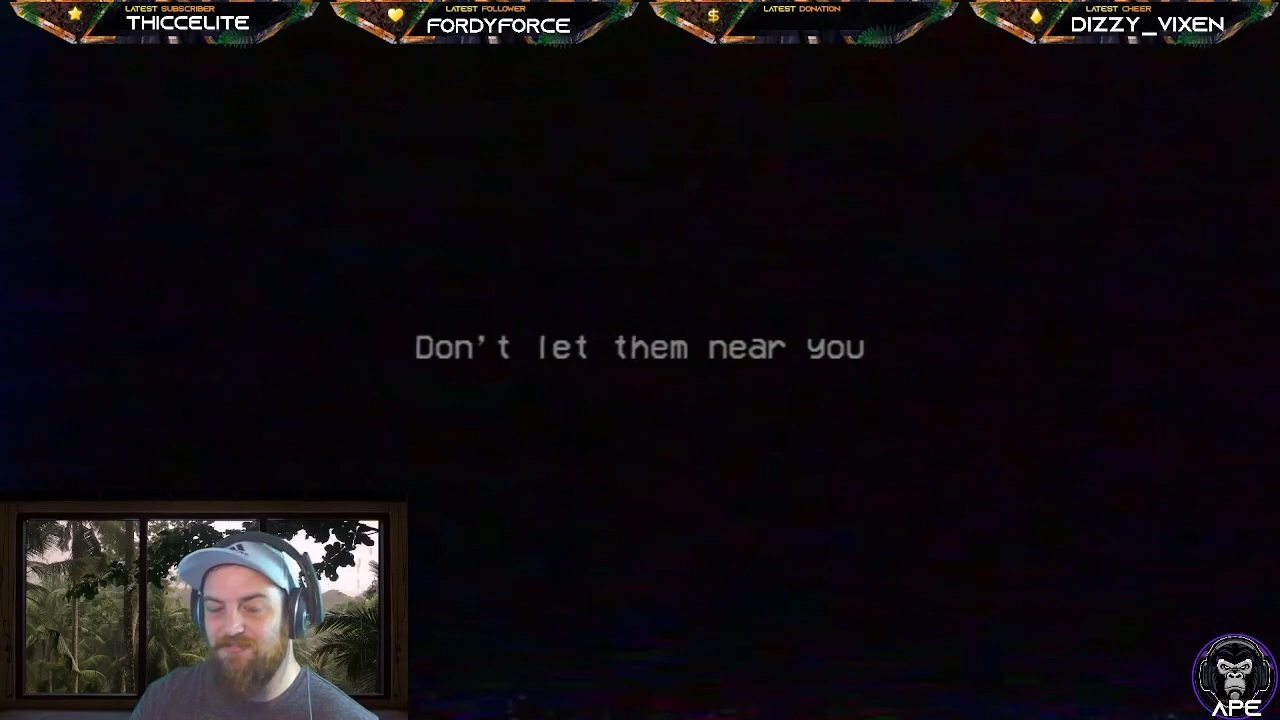 LATEST SUBSCRIBER
THICCELITE
LATEST FOLLOWER
FORDYFORCE
LATEST DONATION
LATEST CHEER
DIZZY_VIXEN
Don't let them near you
APE